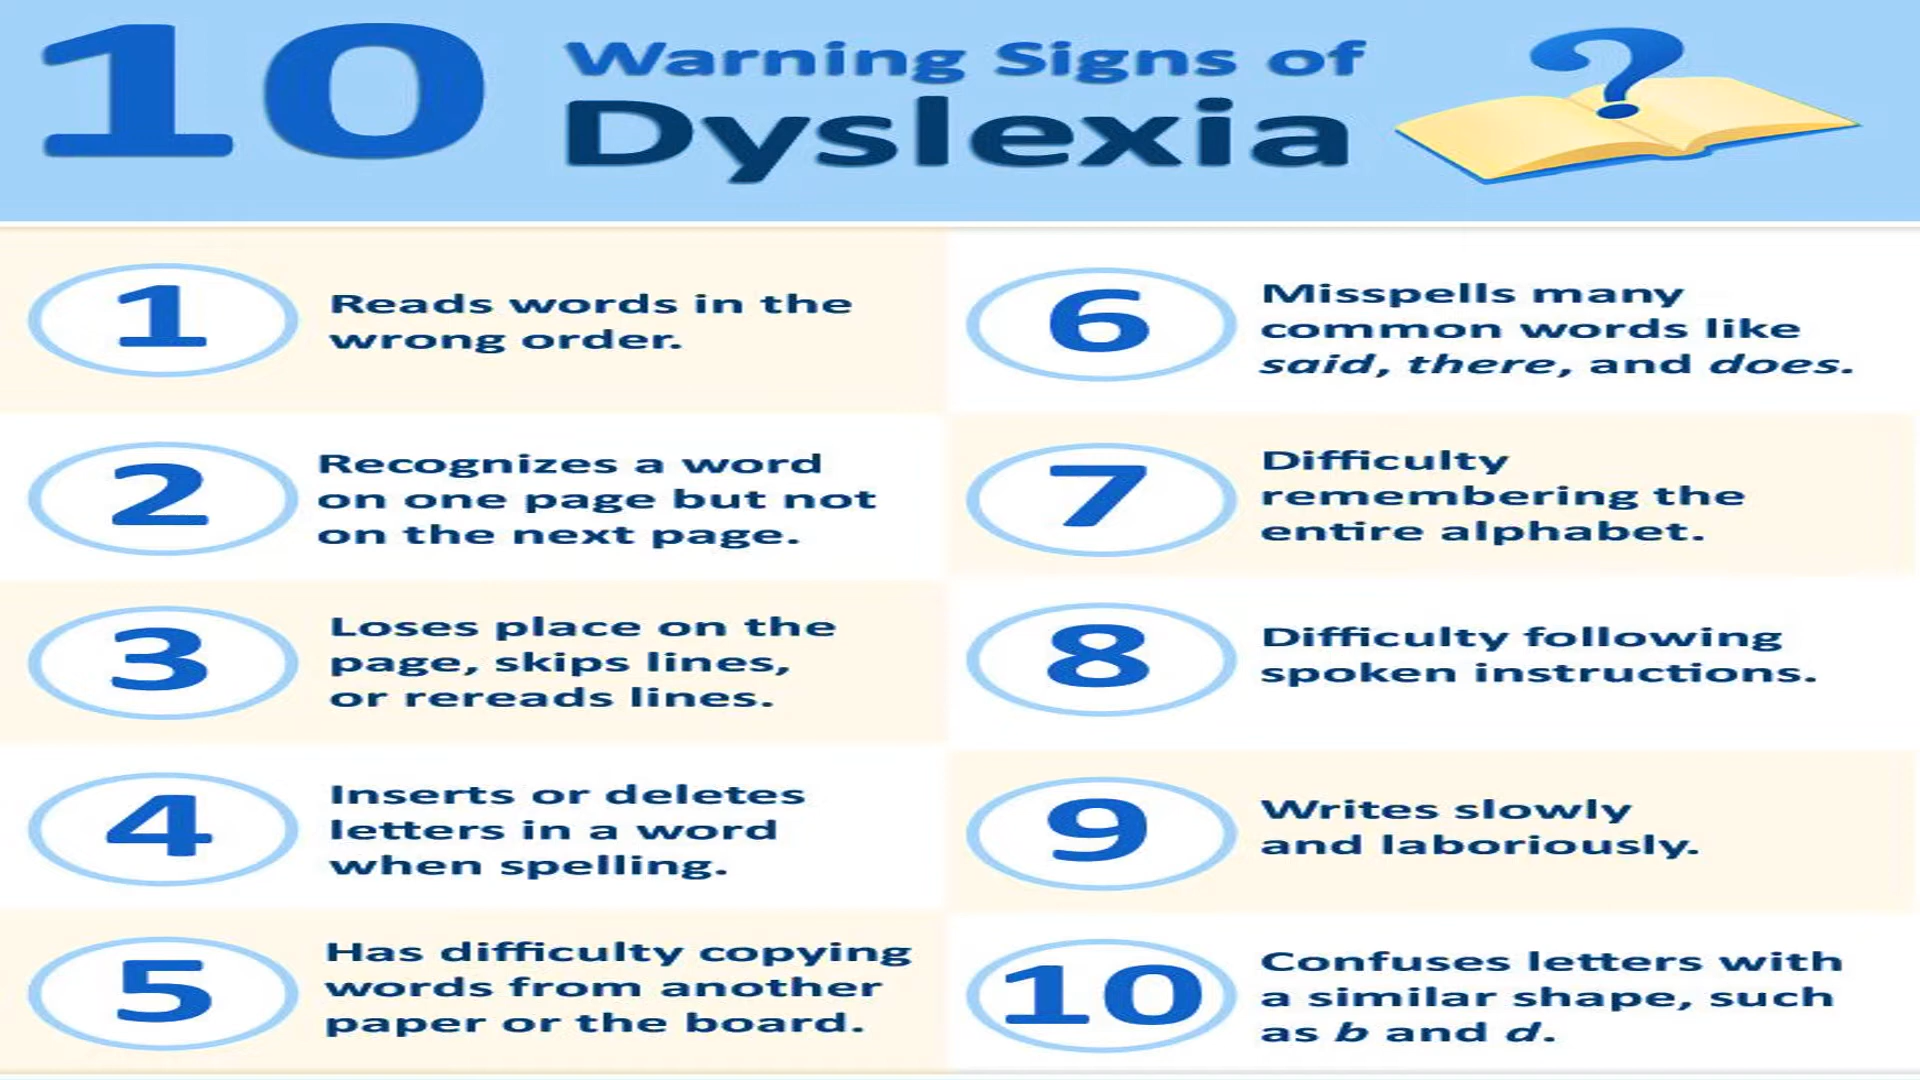 10
Warning Signs of
Dyslexia
?
1
Reads words in the
wrong order.
2
Recognizes a word
on one page but not
on the next page.
3
Loses place on the
page, skips lines,
or rereads lines.
4
Inserts or deletes
letters in a word
when spelling.
5
Has difficulty copying
words from another
paper or the board.
6
Misspells many
common words like
said, there, and does.
7
Difficulty
remembering the
entire alphabet.
8
Difficulty following
spoken instructions.
9
Writes slowly
and laboriously.
10
Confuses letters with
a similar shape, such
as b and d.